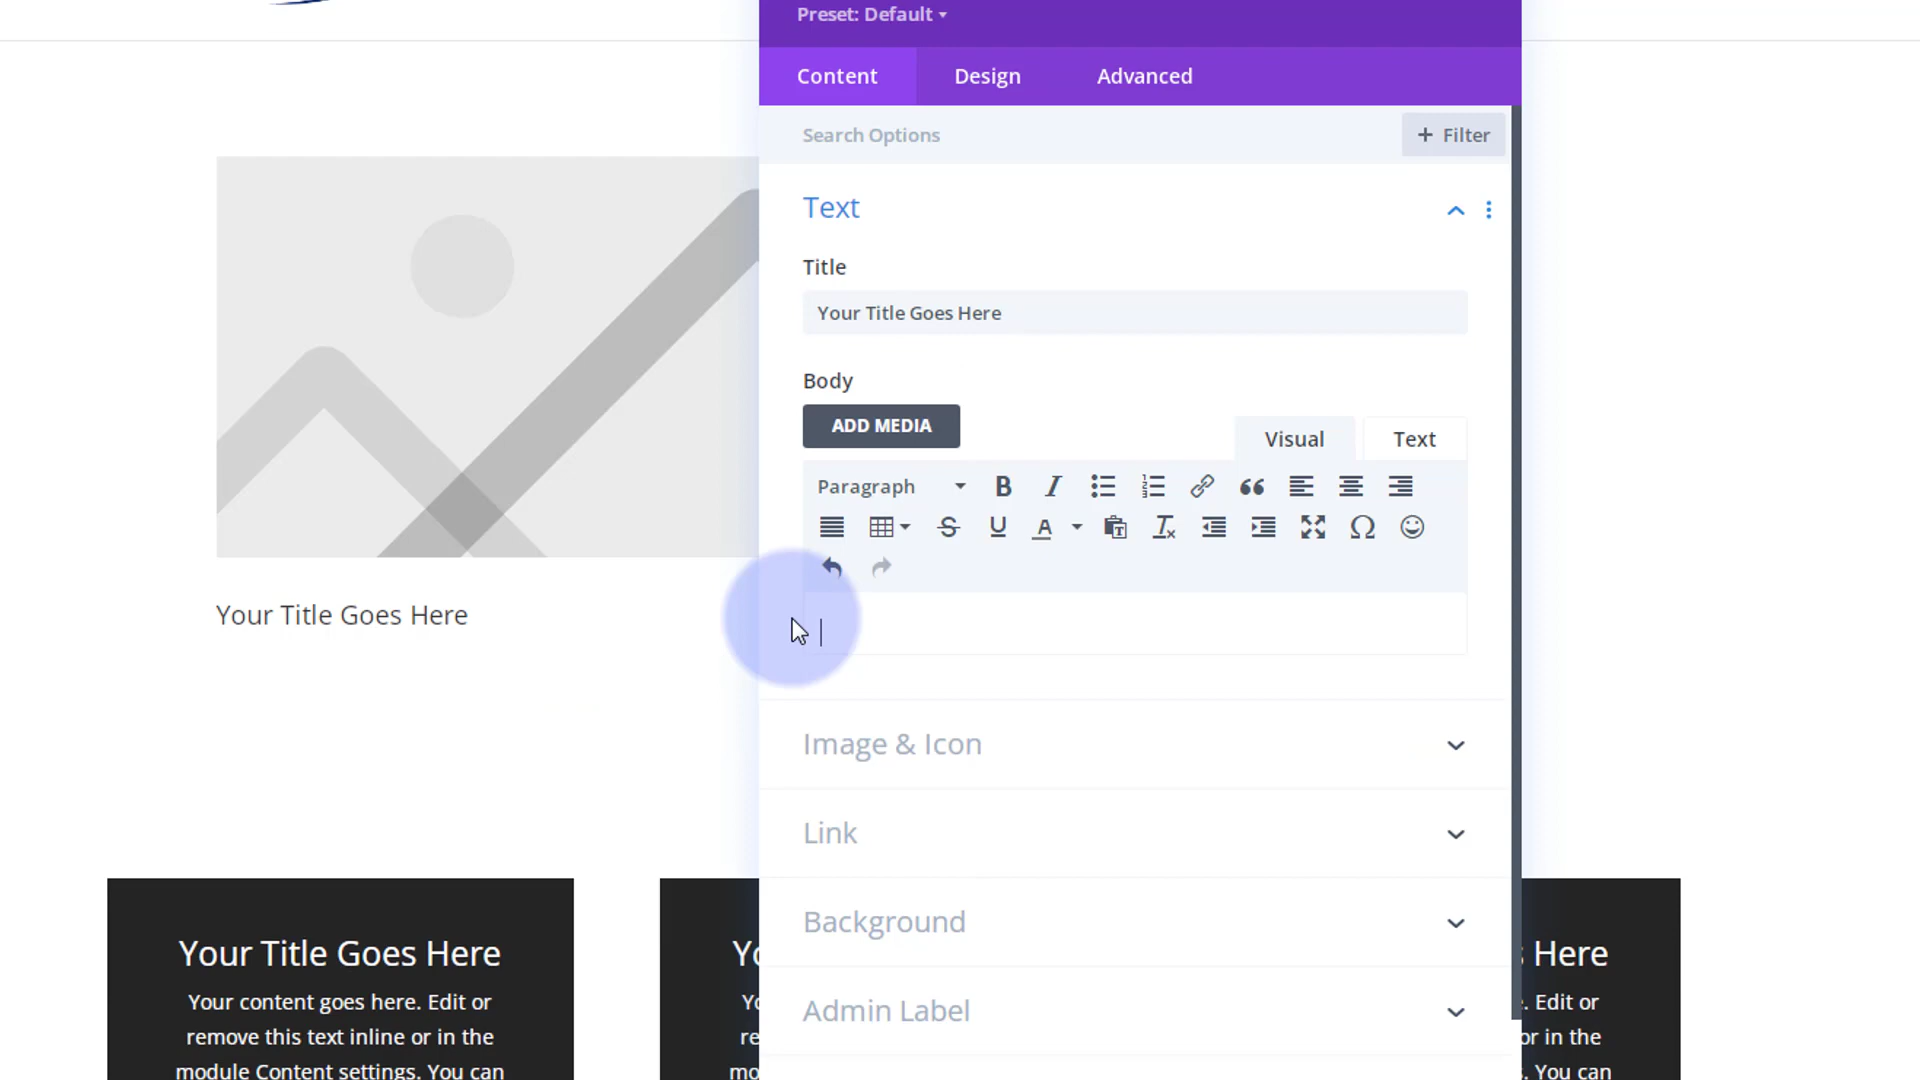 Preset: Default
Content
Design
Advanced
Search Options
+ Filter
Text
Title
Your Title Goes Here
Body
ADD MEDIA
Visual
Text
Paragraph
Your Title Goes Here
Image & Icon
Link
Background
Admin Label
Your Title Goes Here
Your content goes here. Edit or
remove this text inline or in the
module Content settings. You can
Here
Edit or
or in the
You can